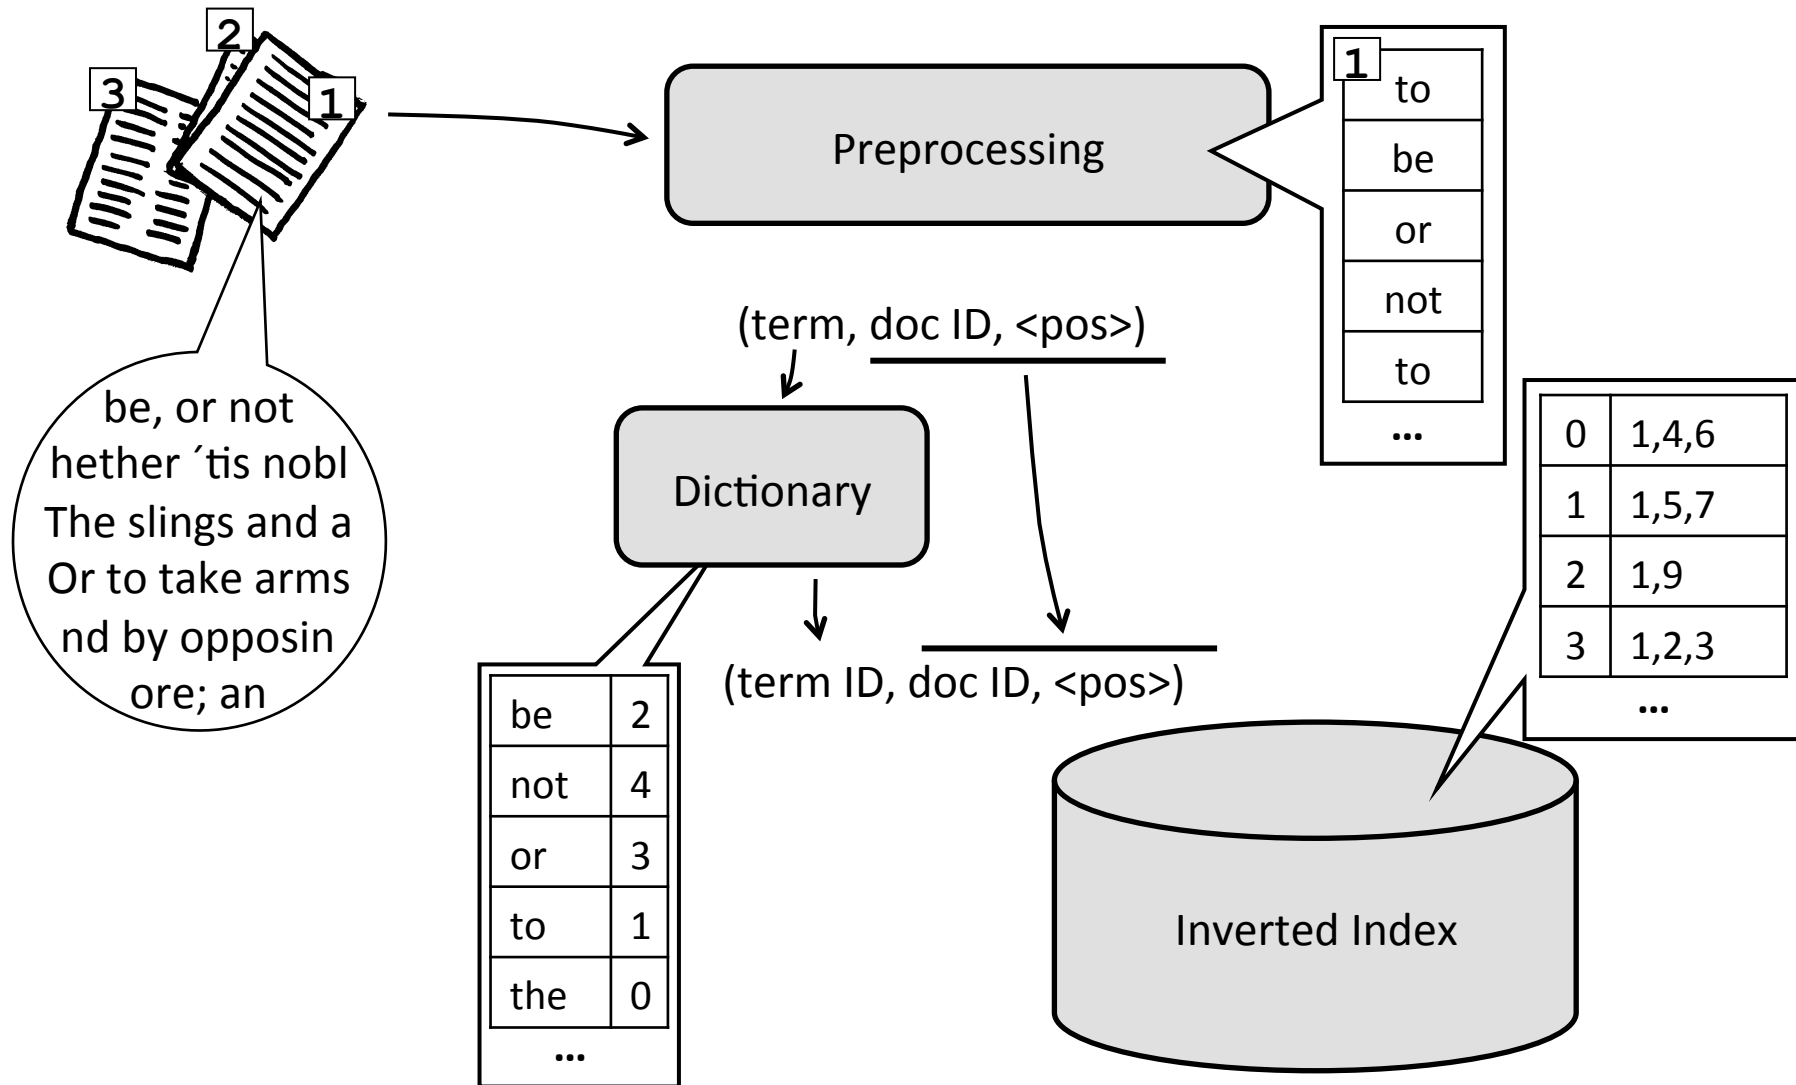 2
3
1
be, or not
hether ´tis nobl
The slings and a
Or to take arms
nd by opposin
ore; an
Preprocessing
1
to
be
or
not
to
...
(term, doc ID, <pos>)
Dictionary
be 2
not 4
or 3
to 1
the 0
...
(term ID, doc ID, <pos>)
0 1,4,6
1 1,5,7
2 1,9
3 1,2,3
...
Inverted Index